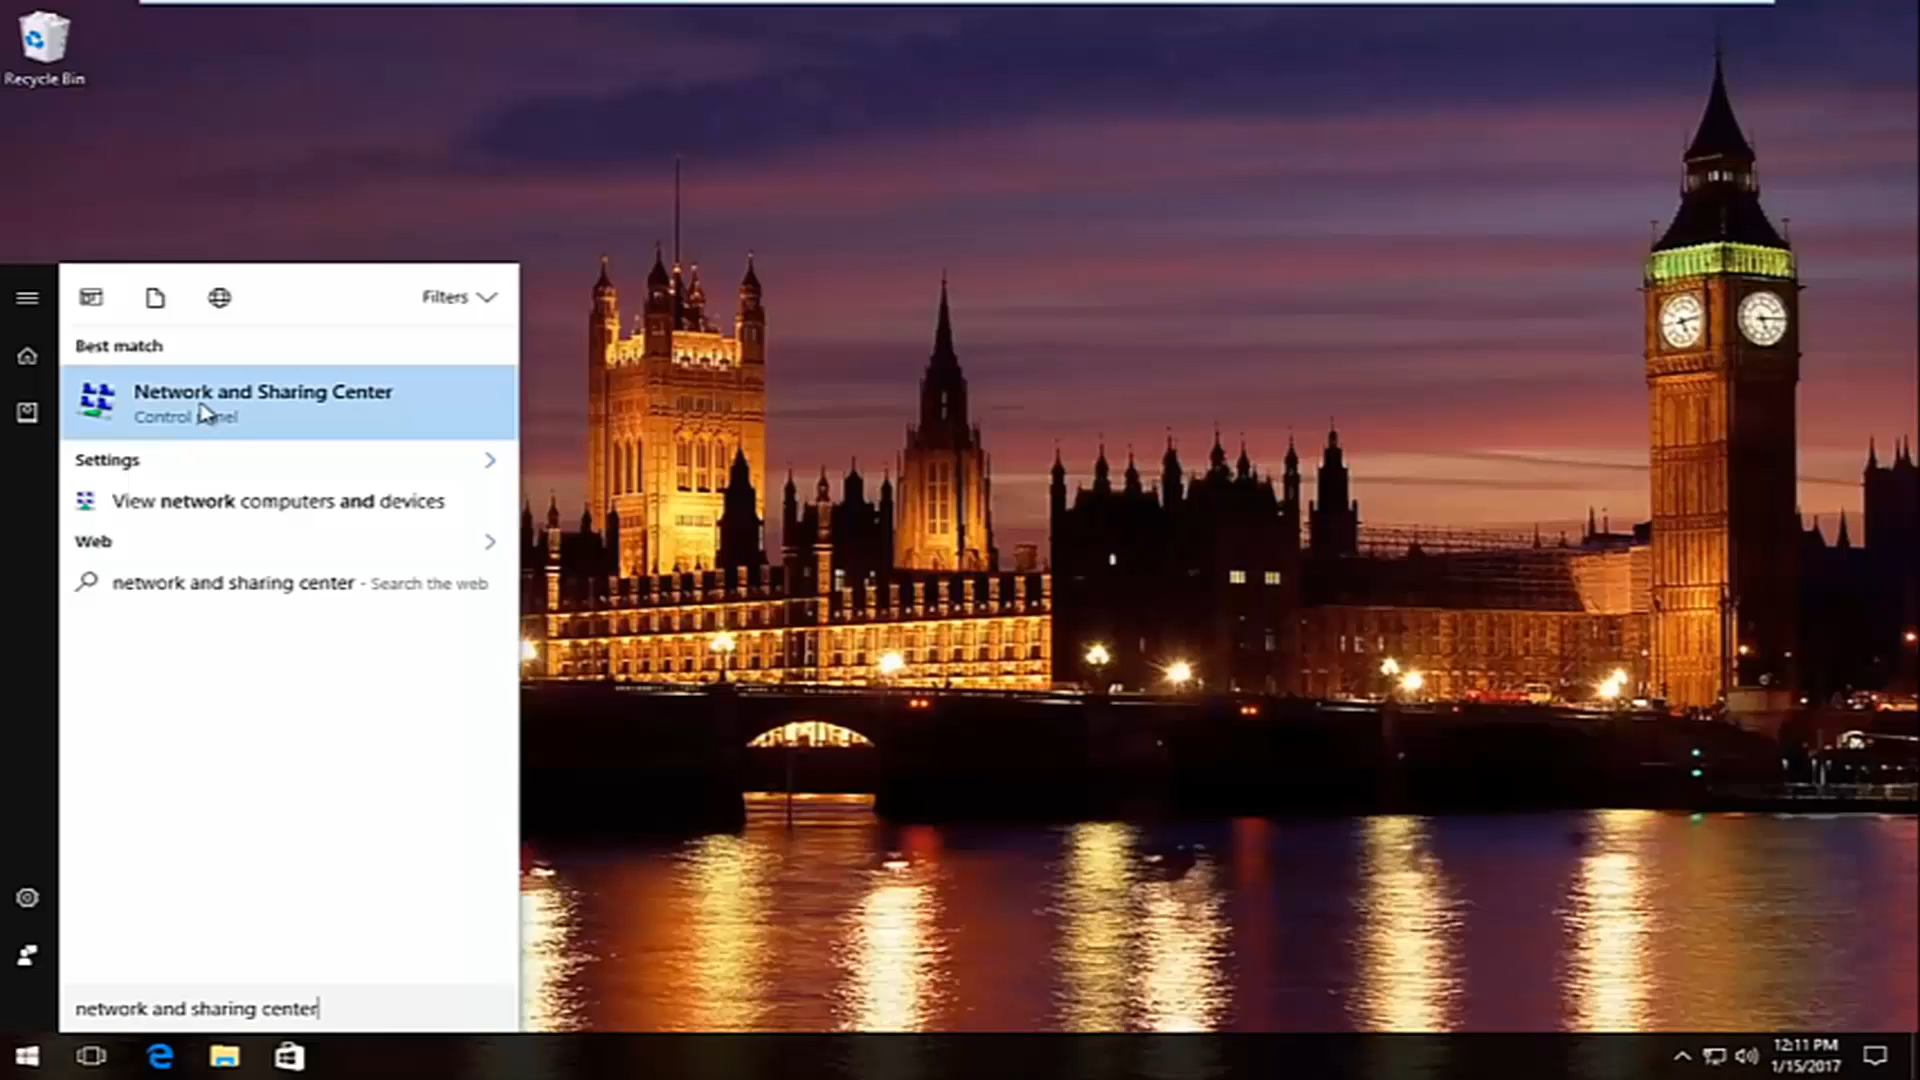 Recycle Bin
Filters
Best match
Network and Sharing Center
Control panel
Settings
View network computers and devices
Web
network and sharing center - Search the web
network and sharing center
12:11 PM
1/15/2017